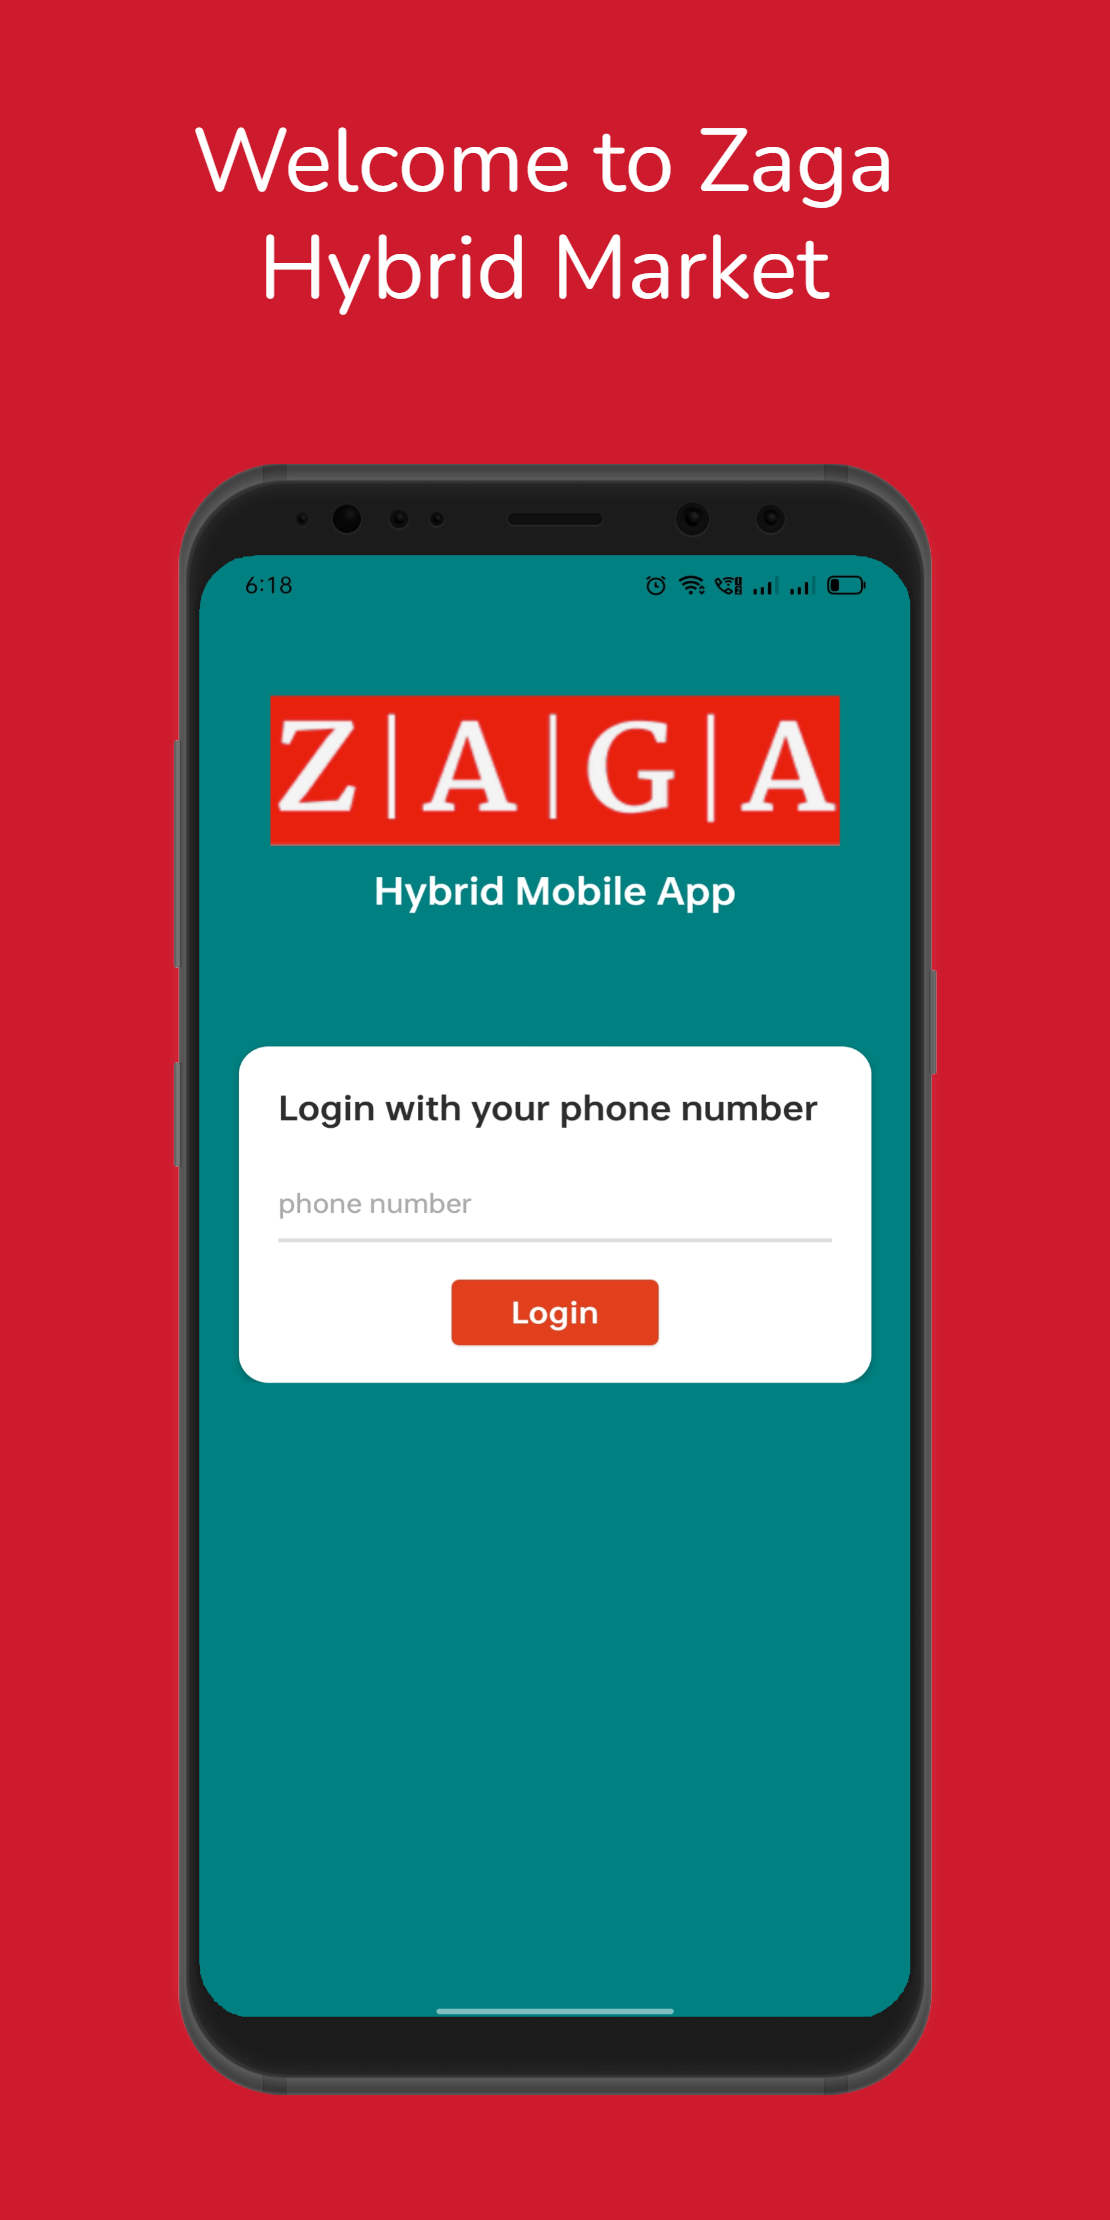 Welcome to Zaga
Hybrid Market
6:18
Z|A|G|A
Hybrid Mobile App
Login with your phone number
phone number
Login